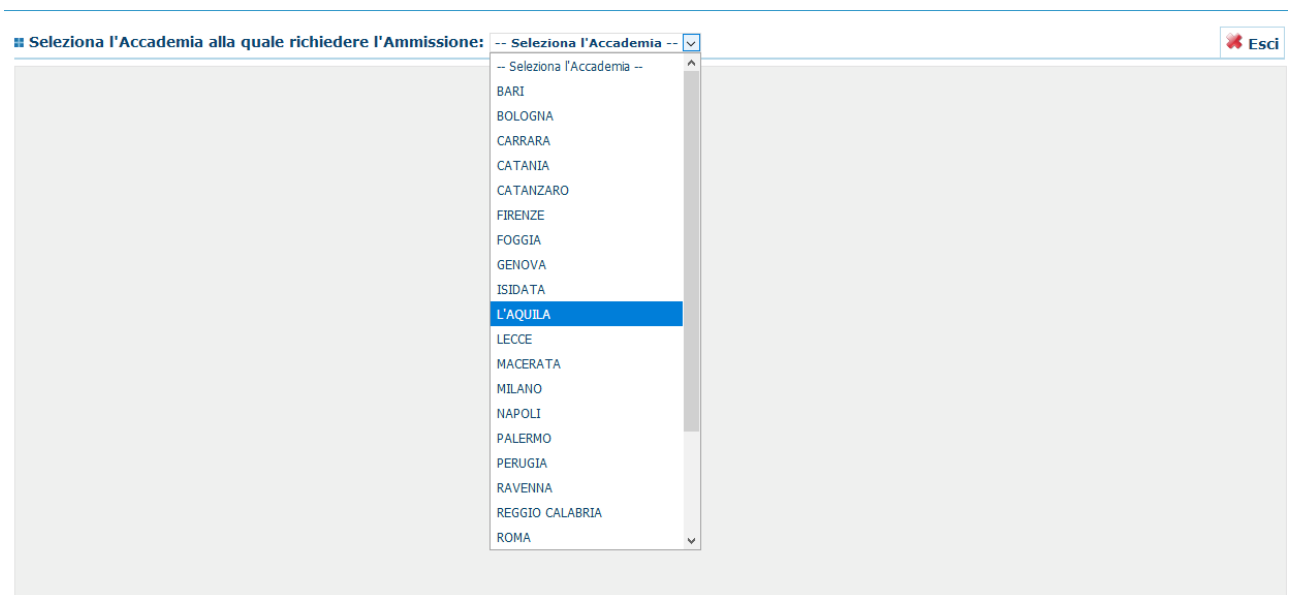 Seleziona l'Accademia alla quale richiedere l'Ammissione: -- Seleziona l'Accademia -- Esci
-- Seleziona l'Accademia --
BARI
BOLOGNA
CARRARA
CATANIA
CATANZARO
FIRENZE
FOGGIA
GENOVA
ISIDATA
L'AQUILA
LECCE
MACERATA
MILANO
NAPOLI
PALERMO
PERUGIA
RAVENNA
REGGIO CALABRIA
ROMA